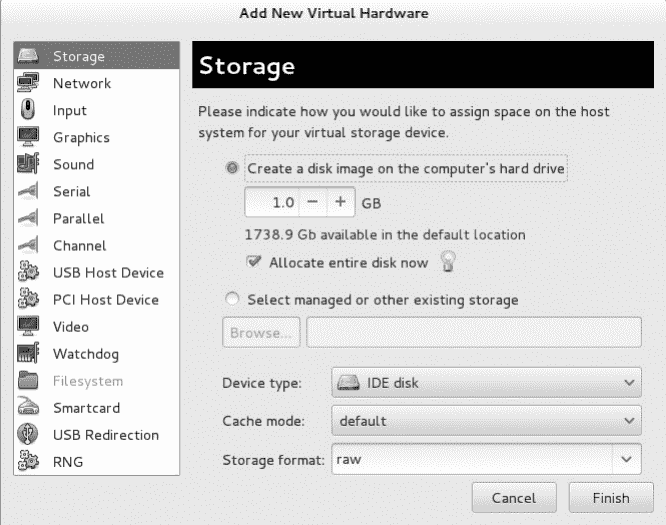 Add New Virtual Hardware
Storage
Network
Input
Graphics
Sound
Serial
Parallel
Channel
USB Host Device
PCI Host Device
Video
Watchdog
Filesystem
Smartcard
USB Redirection
RNG
Storage
Please indicate how you would like to assign space on the host
system for your virtual storage device.
Create a disk image on the computer's hard drive
1.0 − + GB
1738.9 Gb available in the default location
Allocate entire disk now
Select managed or other existing storage
Browse...
Device type: IDE disk
Cache mode: default
Storage format: raw
Cancel Finish